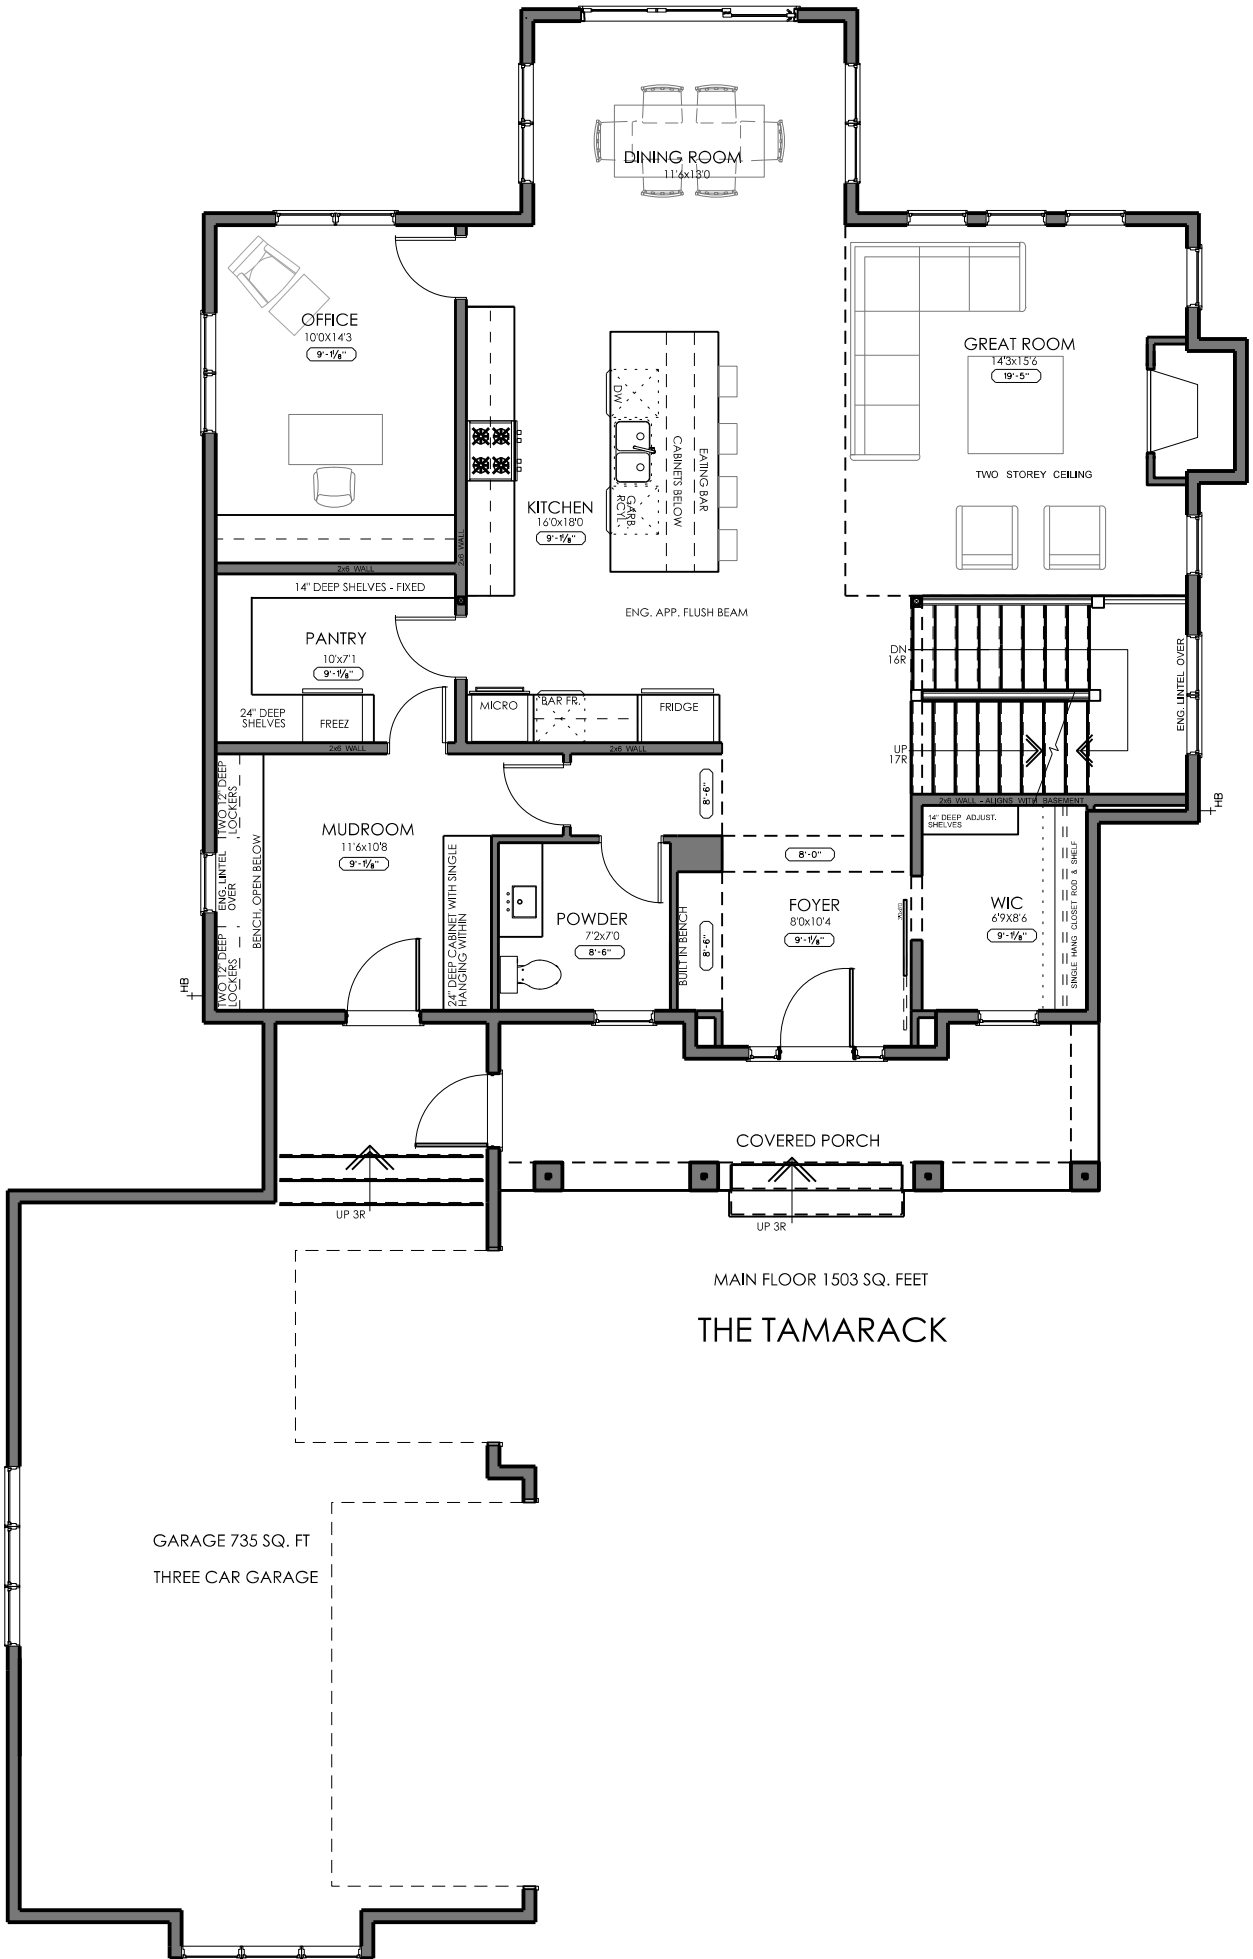 DINING ROOM
11'6x13'0
OFFICE
10'0X14'3
9'-1⅛"
GREAT ROOM
14'3x15'6
19'-5"
TWO STOREY CEILING
DW
CABINETS BELOW
EATING BAR
GARB.
RCYL.
KITCHEN
16'0x18'0
9'-1⅛"
2x6 WALL
2x6 WALL
14" DEEP SHELVES - FIXED
ENG. APP. FLUSH BEAM
PANTRY
10'x7'1
9'-1⅛"
24" DEEP
SHELVES
FREEZ
MICRO
BAR FR.
FRIDGE
DN
16R
UP
17R
ENG. LINTEL OVER
2x6 WALL
2x6 WALL
2x6 WALL - ALIGNS WITH BASEMENT
HB
14" DEEP ADJUST.
SHELVES
TWO 12" DEEP
LOCKERS
ENG. LINTEL
OVER
TWO 12" DEEP
LOCKERS
BENCH, OPEN BELOW
MUDROOM
11'6x10'8
9'-1⅛"
24" DEEP CABINET WITH SINGLE
HANGING WITHIN
8'-6"
8'-0"
POWDER
7'2x7'0
8'-6"
BUILT IN BENCH
8'-6"
FOYER
8'0x10'4
9'-1⅛"
WIC
6'9X8'6
9'-1⅛"
SINGLE HANG CLOSET ROD & SHELF
HB
COVERED PORCH
UP 3R
UP 3R
MAIN FLOOR 1503 SQ. FEET
THE TAMARACK
GARAGE 735 SQ. FT
THREE CAR GARAGE